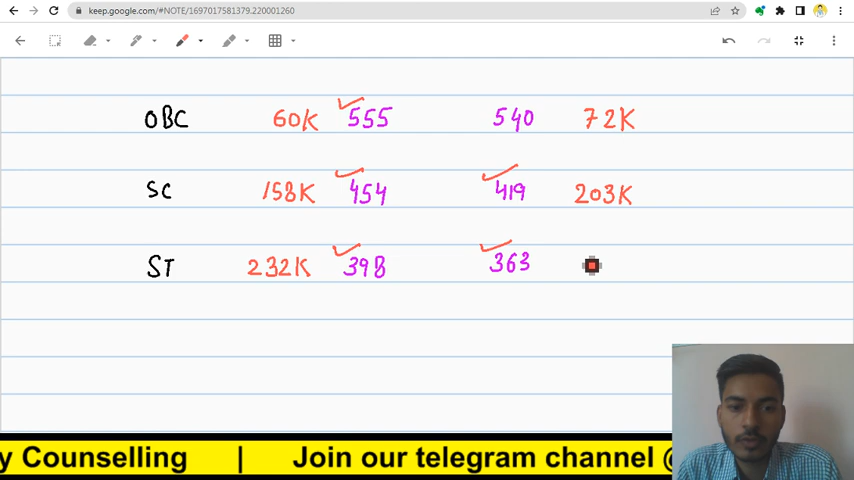 keep.google.com/#NOTE/1697017581379.220001260
OBC 60K 555 540 72K
SC 158K 454 419 203K
ST 232K 398 363
y Counselling | Join our telegram channel @